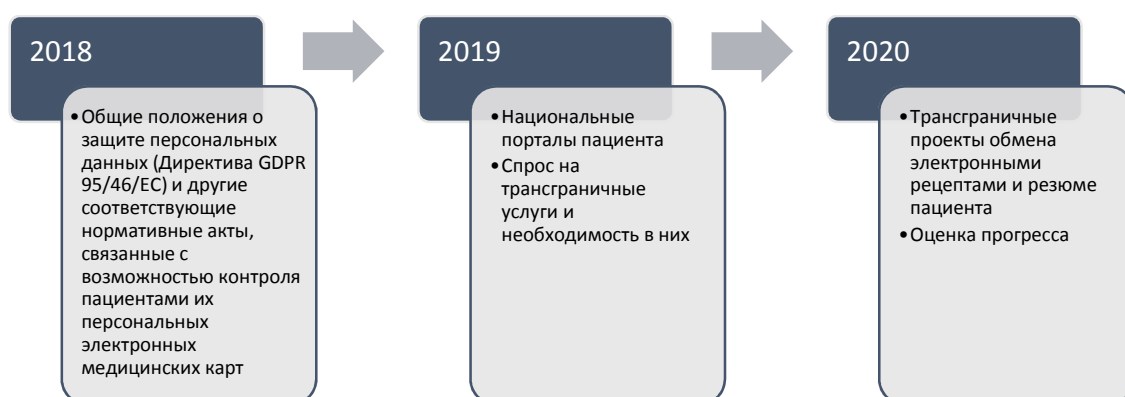 2018
•Общие положения о
защите персональных
данных (Директива GDPR
95/46/EC) и другие
соответствующие
нормативные акты,
связанные с
возможностью контроля
пациентами их
персональных
электронных
медицинских карт
2019
•Национальные
порталы пациента
•Спрос на
трансграничные
услуги и
необходимость в них
2020
•Трансграничные
проекты обмена
электронными
рецептами и резюме
пациента
•Оценка прогресса